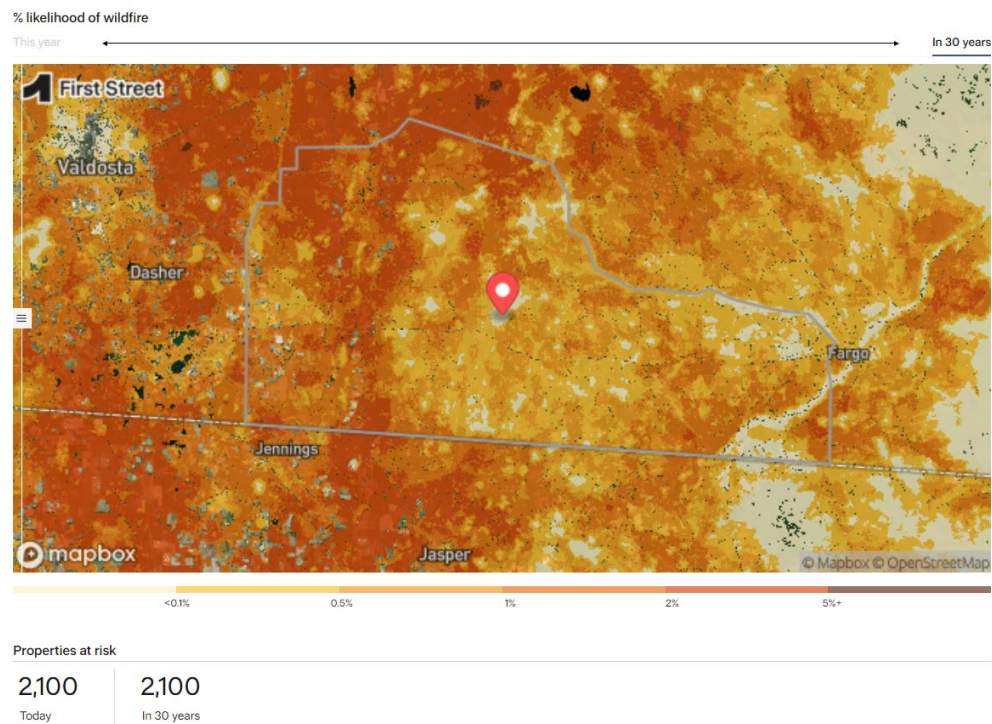 % likelihood of wildfire
This year
In 30 years
First Street
Valdosta
Dasher
Fargo
Jennings
Jasper
mapbox
© Mapbox © OpenStreetMap
<0.1%
0.5%
1%
2%
5%+
Properties at risk
2,100
2,100
Today
In 30 years